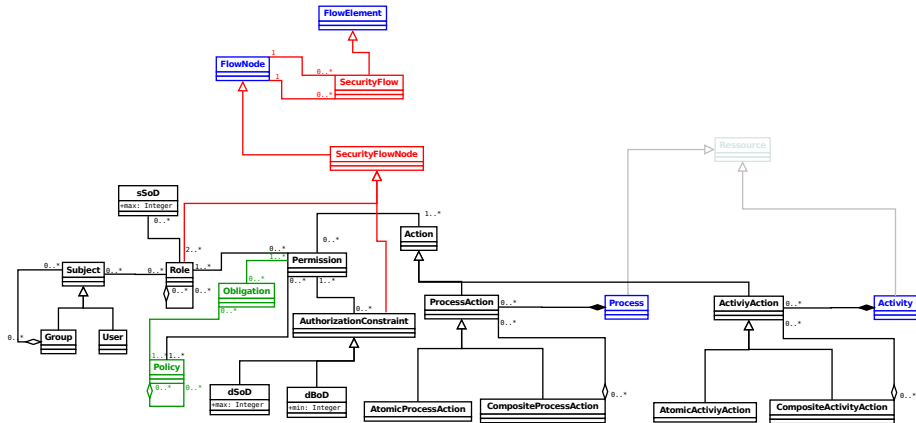 FlowElement
FlowNode
1
0..*
SecurityFlow
1
0..*
SecurityFlowNode
Ressource
sSoD
+max: Integer
0..*
1..*
Action
2..*
0..*
0..*
Subject
0..*
0..*
Role
1..*
0..*
Permission
1..*
0..*
0..*
1..*
0..*
0..*
Obligation
0..*
0..*
AuthorizationConstraint
ProcessAction
0..*
0..*
Process
ActiviyAction
0..*
0..*
Activity
0..*
Group
User
1..*
1..*
Policy
0..*
0..*
dSoD
+max: Integer
dBoD
+min: Integer
AtomicProcessAction
CompositeProcessAction
0..*
AtomicActiviyAction
CompositeActivityAction
0..*